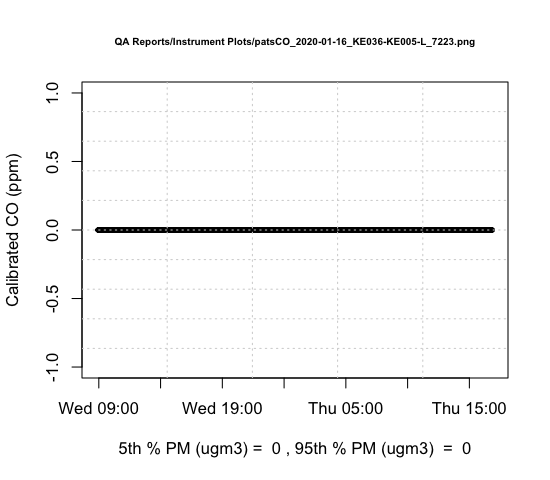 QA Reports/Instrument Plots/patsCO_2020-01-16_KE036-KE005-L_7223.png
Calibrated CO (ppm)
1.0
0.5
0.0
-0.5
-1.0
Wed 09:00 Wed 19:00 Thu 05:00 Thu 15:00
5th % PM (ugm3) = 0 , 95th % PM (ugm3) = 0